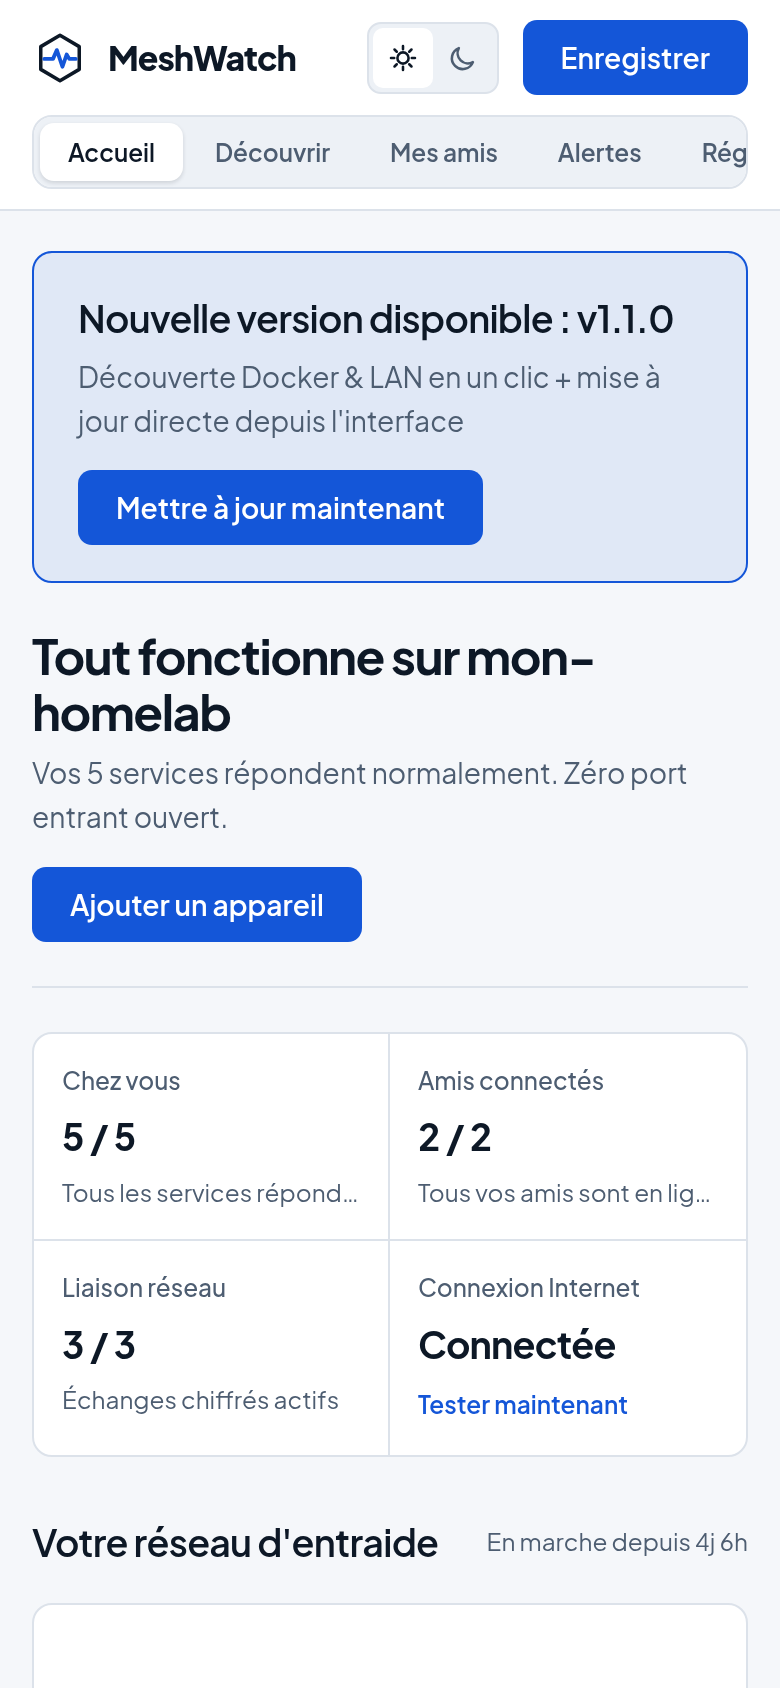 MeshWatch
Enregistrer
Accueil
Découvrir
Mes amis
Alertes
Rég
Nouvelle version disponible : v1.1.0
Découverte Docker & LAN en un clic + mise à
jour directe depuis l'interface
Mettre à jour maintenant
Tout fonctionne sur mon-
homelab
Vos 5 services répondent normalement. Zéro port
entrant ouvert.
Ajouter un appareil
Chez vous
5 / 5
Tous les services répond...
Amis connectés
2 / 2
Tous vos amis sont en lig...
Liaison réseau
3 / 3
Échanges chiffrés actifs
Connexion Internet
Connectée
Tester maintenant
Votre réseau d'entraide
En marche depuis 4j 6h